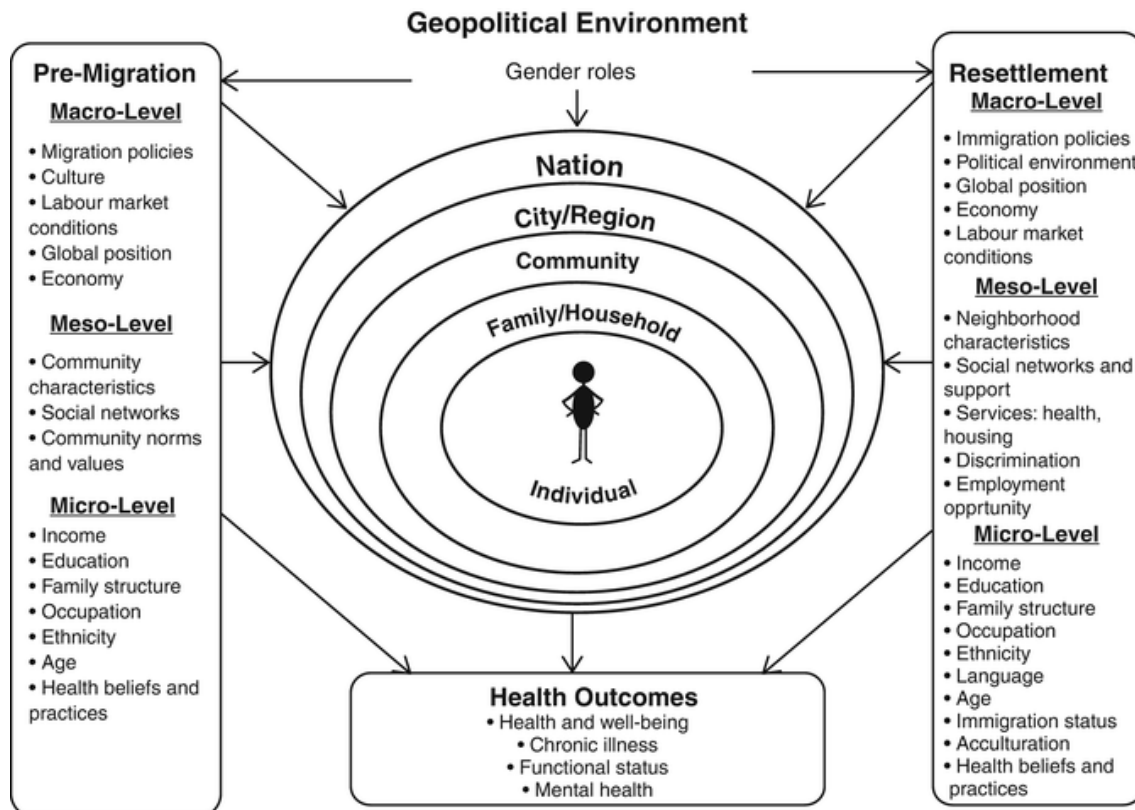 Geopolitical Environment
Pre-Migration
Macro-Level
• Migration policies
• Culture
• Labour market
conditions
• Global position
• Economy
Meso-Level
• Community
characteristics
• Social networks
• Community norms
and values
Micro-Level
• Income
• Education
• Family structure
• Occupation
• Ethnicity
• Age
• Health beliefs and
practices
Gender roles
Nation
City/Region
Community
Family/Household
Individual
Health Outcomes
• Health and well-being
• Chronic illness
• Functional status
• Mental health
Resettlement
Macro-Level
• Immigration policies
• Political environment
• Global position
• Economy
• Labour market
conditions
Meso-Level
• Neighborhood
characteristics
• Social networks and
support
• Services: health,
housing
• Discrimination
• Employment
opprtunity
Micro-Level
• Income
• Education
• Family structure
• Occupation
• Ethnicity
• Language
• Age
• Immigration status
• Acculturation
• Health beliefs and
practices